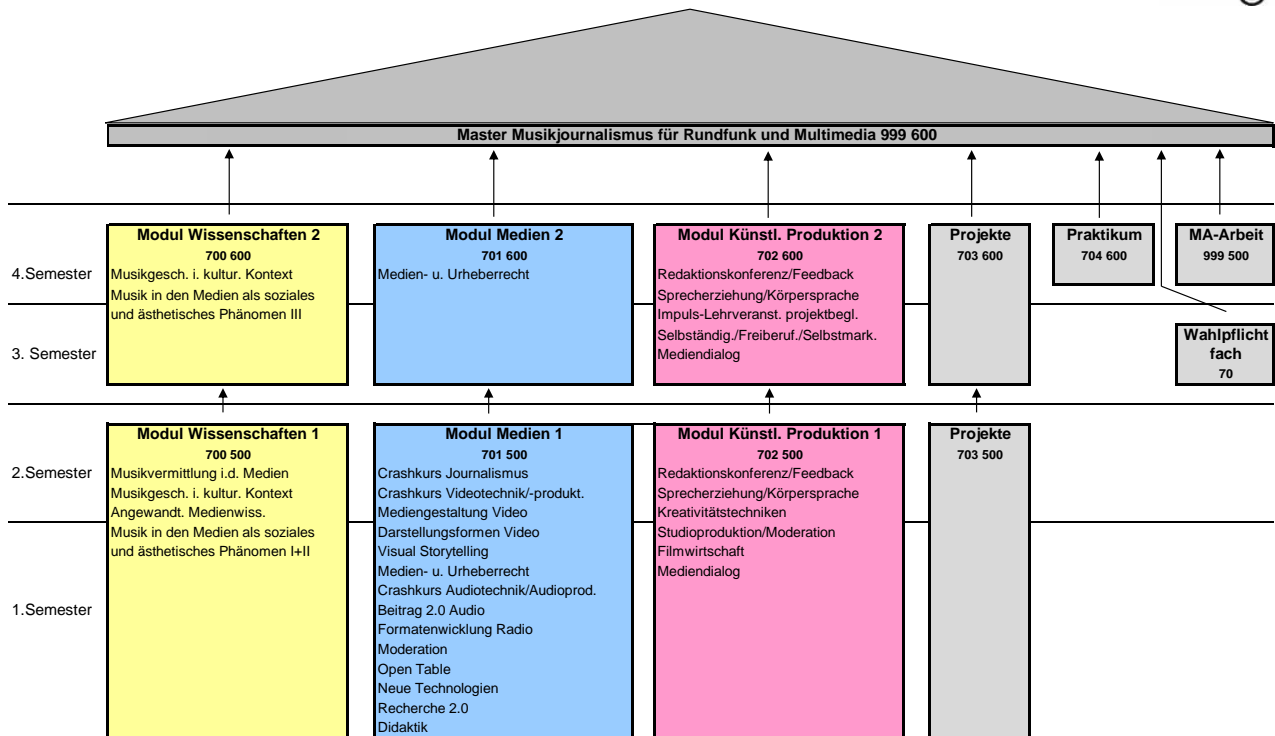 Master Musikjournalismus für Rundfunk und Multimedia 999 600
4.Semester
3. Semester
Modul Wissenschaften 2
700 600
Musikgesch. i. kultur. Kontext
Musik in den Medien als soziales
und ästhetisches Phänomen III
Modul Medien 2
701 600
Medien- u. Urheberrecht
Modul Künstl. Produktion 2
702 600
Redaktionskonferenz/Feedback
Sprecherziehung/Körpersprache
Impuls-Lehrveranst. projektbegl.
Selbständig./Freiberuf./Selbstmark.
Mediendialog
Projekte
703 600
Praktikum
704 600
MA-Arbeit
999 500
Wahlpflicht
fach
70
2.Semester
1.Semester
Modul Wissenschaften 1
700 500
Musikvermittlung i.d. Medien
Musikgesch. i. kultur. Kontext
Angewandt. Medienwiss.
Musik in den Medien als soziales
und ästhetisches Phänomen I+II
Modul Medien 1
701 500
Crashkurs Journalismus
Crashkurs Videotechnik/-produkt.
Mediengestaltung Video
Darstellungsformen Video
Visual Storytelling
Medien- u. Urheberrecht
Crashkurs Audiotechnik/Audioprod.
Beitrag 2.0 Audio
Formatenwicklung Radio
Moderation
Open Table
Neue Technologien
Recherche 2.0
Didaktik
Modul Künstl. Produktion 1
702 500
Redaktionskonferenz/Feedback
Sprecherziehung/Körpersprache
Kreativitätstechniken
Studioproduktion/Moderation
Filmwirtschaft
Mediendialog
Projekte
703 500